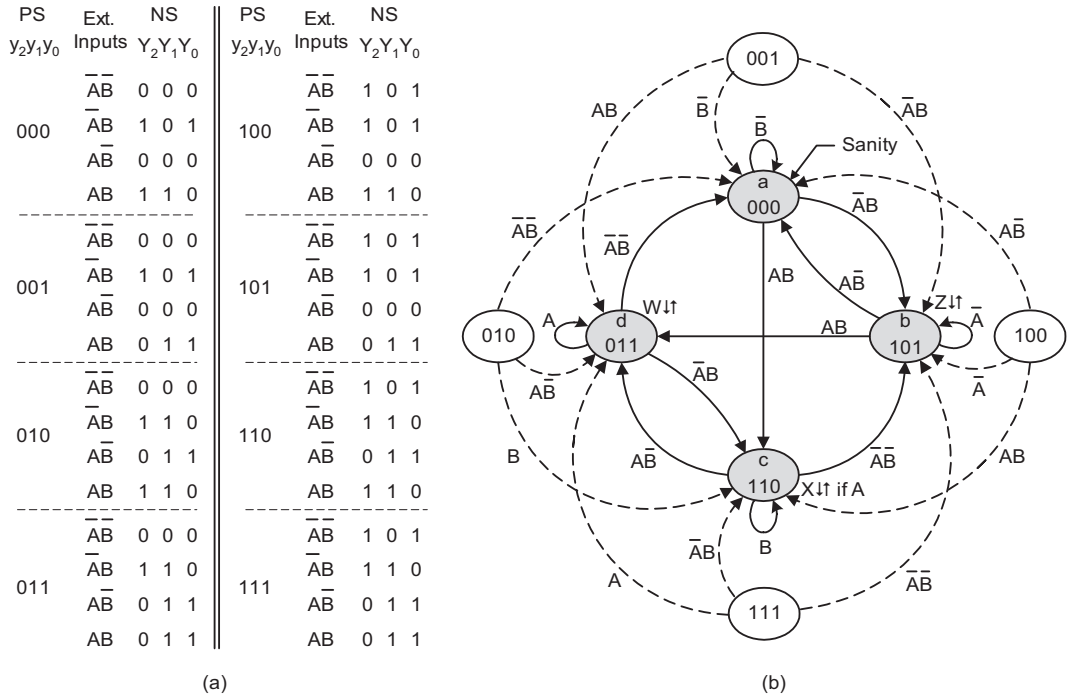 PS Ext. NS PS Ext. NS
y₂y₁y₀ Inputs Y₂Y₁Y₀ y₂y₁y₀ Inputs Y₂Y₁Y₀
A̅B̅ 0 0 0 A̅B̅ 1 0 1
A̅B 1 0 1 A̅B 1 0 1
000 100
AB̅ 0 0 0 AB̅ 0 0 0
AB 1 1 0 AB 1 1 0
A̅B̅ 0 0 0 A̅B̅ 1 0 1
A̅B 1 0 1 A̅B 1 0 1
001 101
AB̅ 0 0 0 AB̅ 0 0 0
AB 0 1 1 AB 0 1 1
A̅B̅ 0 0 0 A̅B̅ 1 0 1
A̅B 1 1 0 A̅B 1 1 0
010 110
AB̅ 0 1 1 AB̅ 0 1 1
AB 1 1 0 AB 1 1 0
A̅B̅ 0 0 0 A̅B̅ 1 0 1
A̅B 1 1 0 A̅B 1 1 0
011 111
AB̅ 0 1 1 AB̅ 0 1 1
AB 0 1 1 AB 0 1 1
(a)
001
AB B̅ A̅B
B̅
Sanity
a
000
A̅B̅ A̅B AB̅
AB AB̅
W↓↑ Z↓↑
010 A d AB b A̅ 100
011 101
AB̅ A̅B A̅
B AB̅ c A̅B̅ AB
110 X↓↑ if A
B
A̅B
A A̅B̅
111
(b)